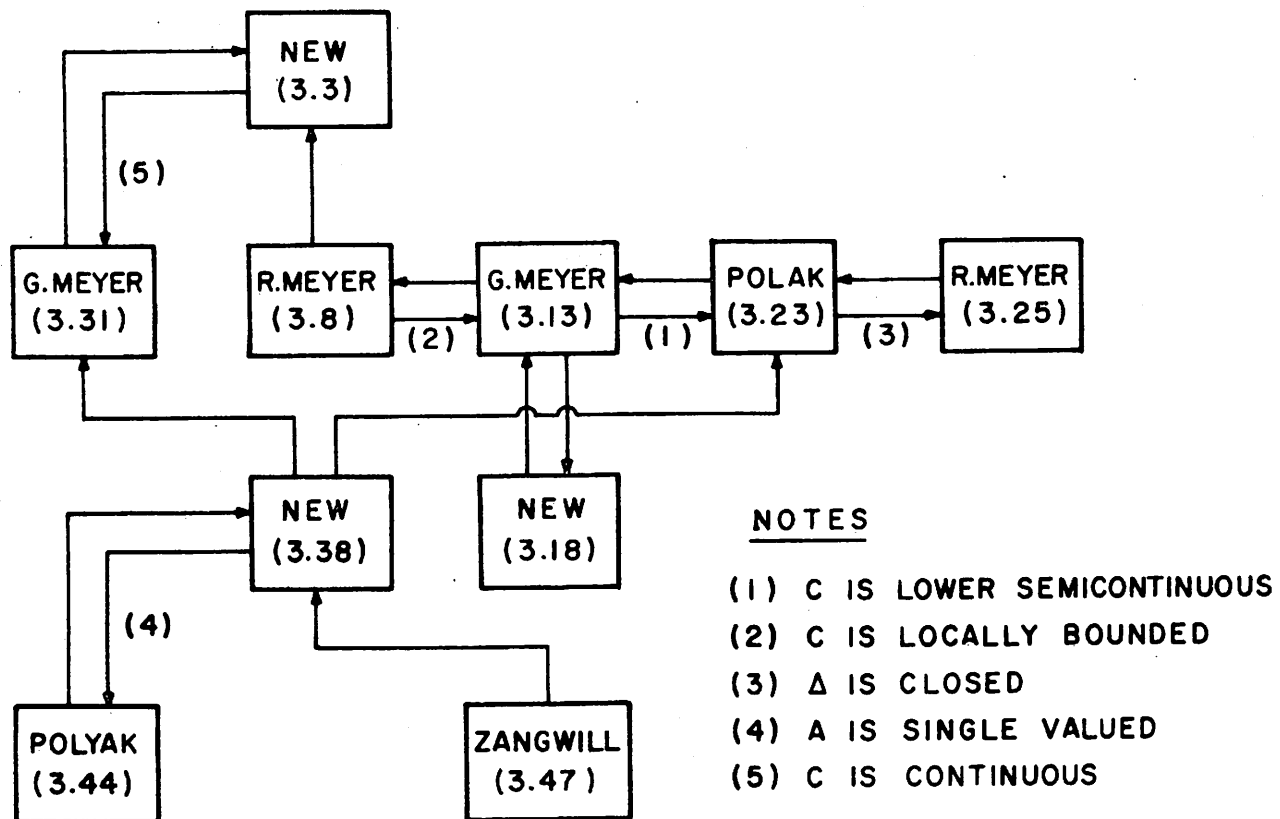 NEW
(3.3)
(5)
G.MEYER
(3.31)
R.MEYER
(3.8)
(2)
G.MEYER
(3.13)
(1)
POLAK
(3.23)
(3)
R.MEYER
(3.25)
NEW
(3.38)
NEW
(3.18)
(4)
POLYAK
(3.44)
ZANGWILL
(3.47)
NOTES
(1) C IS LOWER SEMICONTINUOUS
(2) C IS LOCALLY BOUNDED
(3) Δ IS CLOSED
(4) A IS SINGLE VALUED
(5) C IS CONTINUOUS